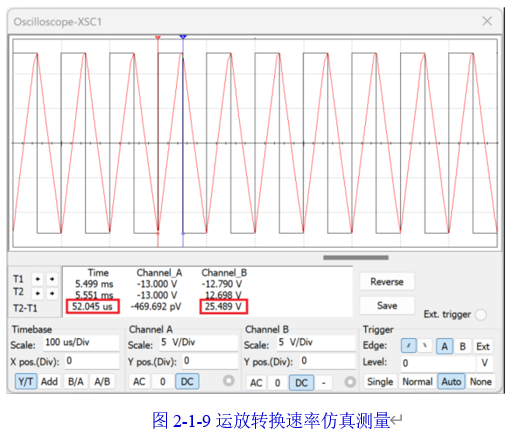 Oscilloscope-XSC1
Time Channel_A Channel_B
T1 5.499 ms -13.000 V -12.790 V
T2 5.551 ms -13.000 V 12.698 V
T2-T1 52.045 us -469.692 pV 25.489 V
Reverse
Save
Ext. trigger
Timebase
Scale: 100 us/Div
X pos.(Div): 0
Y/T Add B/A A/B
Channel A
Scale: 5 V/Div
Y pos.(Div): 0
AC 0 DC
Channel B
Scale: 5 V/Div
Y pos.(Div): 0
AC 0 DC -
Trigger
Edge: A B Ext
Level: 0 V
Single Normal Auto None
图 2-1-9 运放转换速率仿真测量